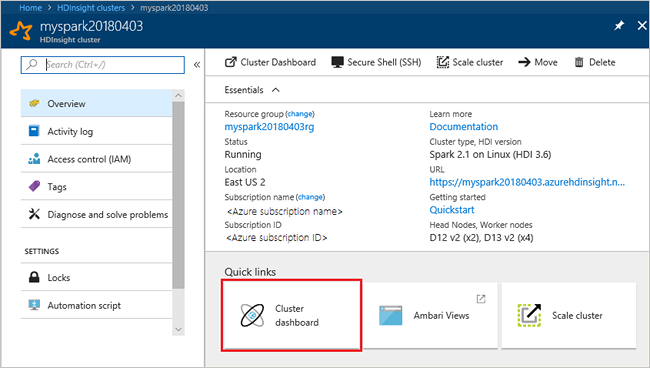 Home > HDInsight clusters > myspark20180403
myspark20180403
HDInsight cluster
Search (Ctrl+/)
Overview
Activity log
Access control (IAM)
Tags
Diagnose and solve problems
SETTINGS
Locks
Automation script
Cluster Dashboard Secure Shell (SSH) Scale cluster Move Delete
Essentials
Resource group (change)
myspark20180403rg
Status
Running
Location
East US 2
Subscription name (change)
<Azure subscription name>
Subscription ID
<Azure subscription ID>
Learn more
Documentation
Cluster type, HDI version
Spark 2.1 on Linux (HDI 3.6)
URL
https://myspark20180403.azurehdinsight.n...
Getting started
Quickstart
Head Nodes, Worker nodes
D12 v2 (x2), D13 v2 (x4)
Quick links
Cluster
dashboard
Ambari Views
Scale cluster